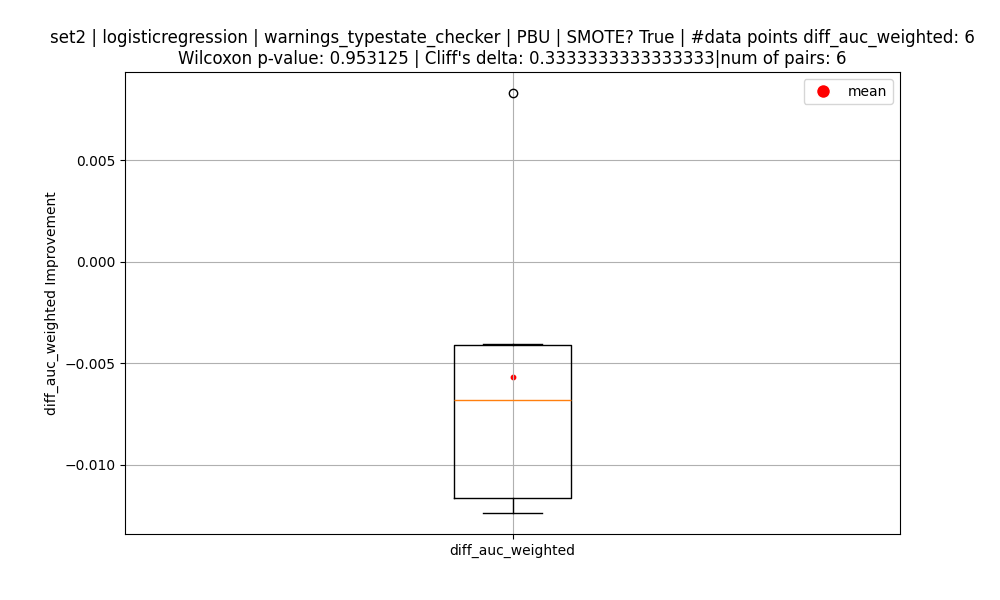 set2 | logisticregression | warnings_typestate_checker | PBU | SMOTE? True | #data points diff_auc_weighted: 6
Wilcoxon p-value: 0.953125 | Cliff's delta: 0.3333333333333333|num of pairs: 6
mean
0.005
0.000
−0.005
−0.010
diff_auc_weighted Improvement
diff_auc_weighted